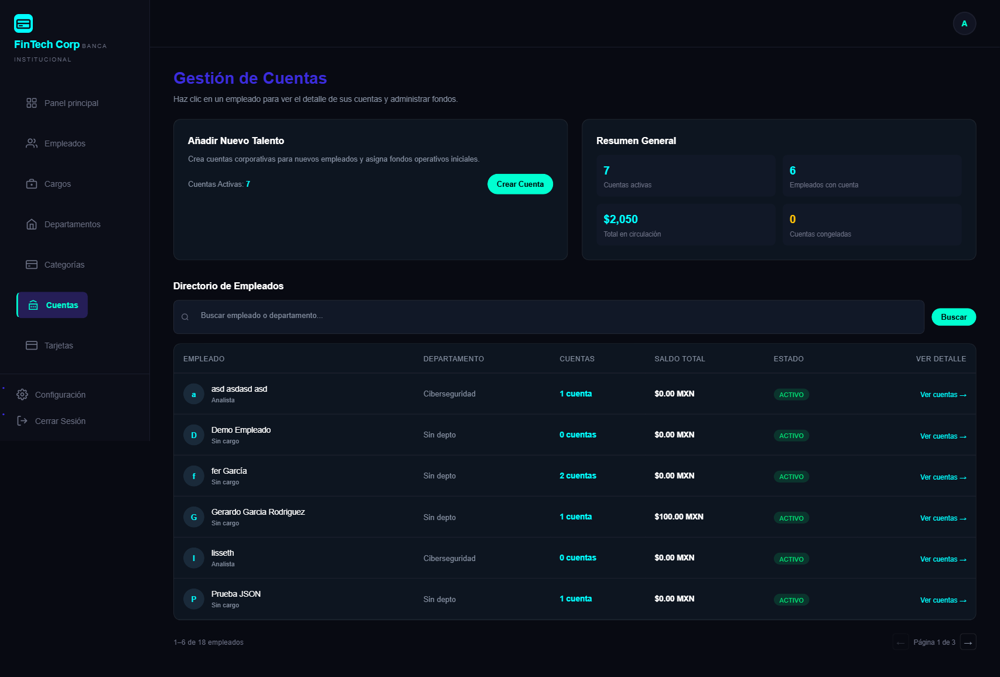 FinTech Corp BANCA
INSTITUCIONAL
A
Panel principal
Empleados
Cargos
Departamentos
Categorías
Cuentas
Tarjetas
Configuración
Cerrar Sesión
Gestión de Cuentas
Haz clic en un empleado para ver el detalle de sus cuentas y administrar fondos.
Añadir Nuevo Talento
Crea cuentas corporativas para nuevos empleados y asigna fondos operativos iniciales.
Cuentas Activas: 7
Crear Cuenta
Resumen General
7
Cuentas activas
6
Empleados con cuenta
$2,050
Total en circulación
0
Cuentas congeladas
Directorio de Empleados
Buscar empleado o departamento...
Buscar
EMPLEADO DEPARTAMENTO CUENTAS SALDO TOTAL ESTADO VER DETALLE
a asd asdasd asd Ciberseguridad 1 cuenta $0.00 MXN ACTIVO Ver cuentas →
Analista
D Demo Empleado Sin depto 0 cuentas $0.00 MXN ACTIVO Ver cuentas →
Sin cargo
f fer García Sin depto 2 cuentas $0.00 MXN ACTIVO Ver cuentas →
Sin cargo
G Gerardo Garcia Rodriguez Sin depto 1 cuenta $100.00 MXN ACTIVO Ver cuentas →
Sin cargo
l lisseth Ciberseguridad 0 cuentas $0.00 MXN ACTIVO Ver cuentas →
Analista
P Prueba JSON Sin depto 1 cuenta $0.00 MXN ACTIVO Ver cuentas →
Sin cargo
1–6 de 18 empleados
← Página 1 de 3 →